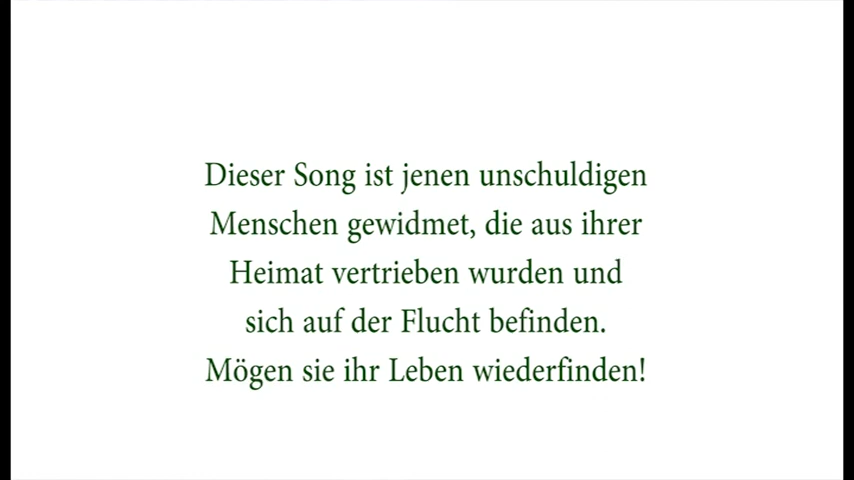 Dieser Song ist jenen unschuldigen
Menschen gewidmet, die aus ihrer
Heimat vertrieben wurden und
sich auf der Flucht befinden.
Mögen sie ihr Leben wiederfinden!